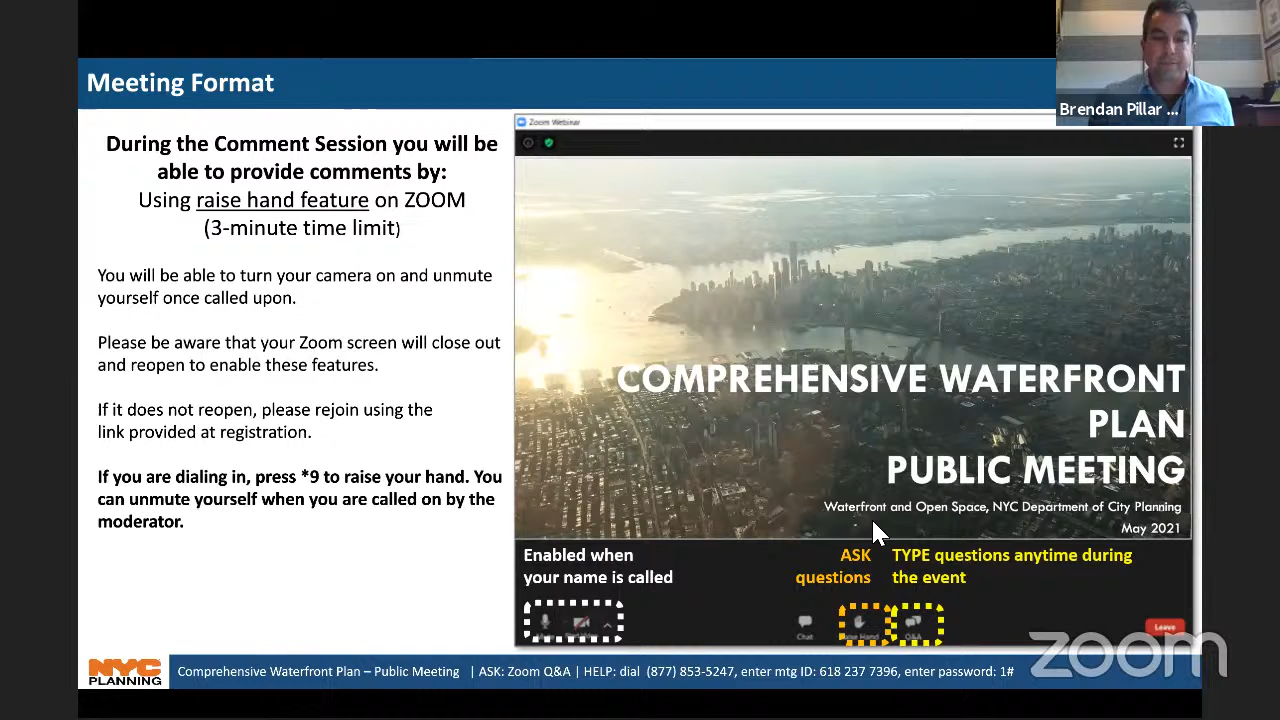 Meeting Format
Brendan Pillar ...
During the Comment Session you will be
able to provide comments by:
Using raise hand feature on ZOOM
(3-minute time limit)
You will be able to turn your camera on and unmute
yourself once called upon.
Please be aware that your Zoom screen will close out
and reopen to enable these features.
If it does not reopen, please rejoin using the
link provided at registration.
If you are dialing in, press *9 to raise your hand. You
can unmute yourself when you are called on by the
moderator.
Zoom Webinar
COMPREHENSIVE WATERFRONT
PLAN
PUBLIC MEETING
Waterfront and Open Space, NYC Department of City Planning
May 2021
Enabled when
your name is called
ASK
questions
TYPE questions anytime during
the event
Chat
Hand
Q&A
Leave
zoom
NYC
PLANNING
Comprehensive Waterfront Plan – Public Meeting | ASK: Zoom Q&A | HELP: dial (877) 853-5247, enter mtg ID: 618 237 7396, enter password: 1#